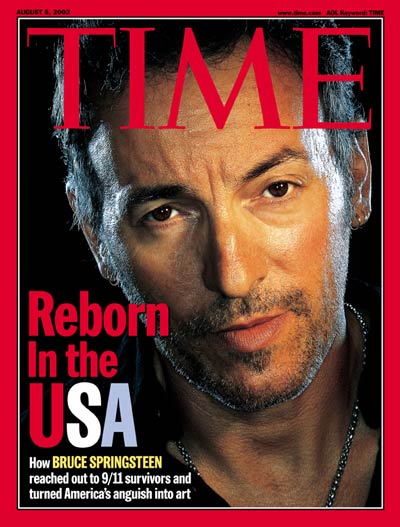 AUGUST 5, 2002 www.time.com AOL Keyword: TIME
TIME
Reborn
In the
USA
How BRUCE SPRINGSTEEN
reached out to 9/11 survivors and
turned America's anguish into art